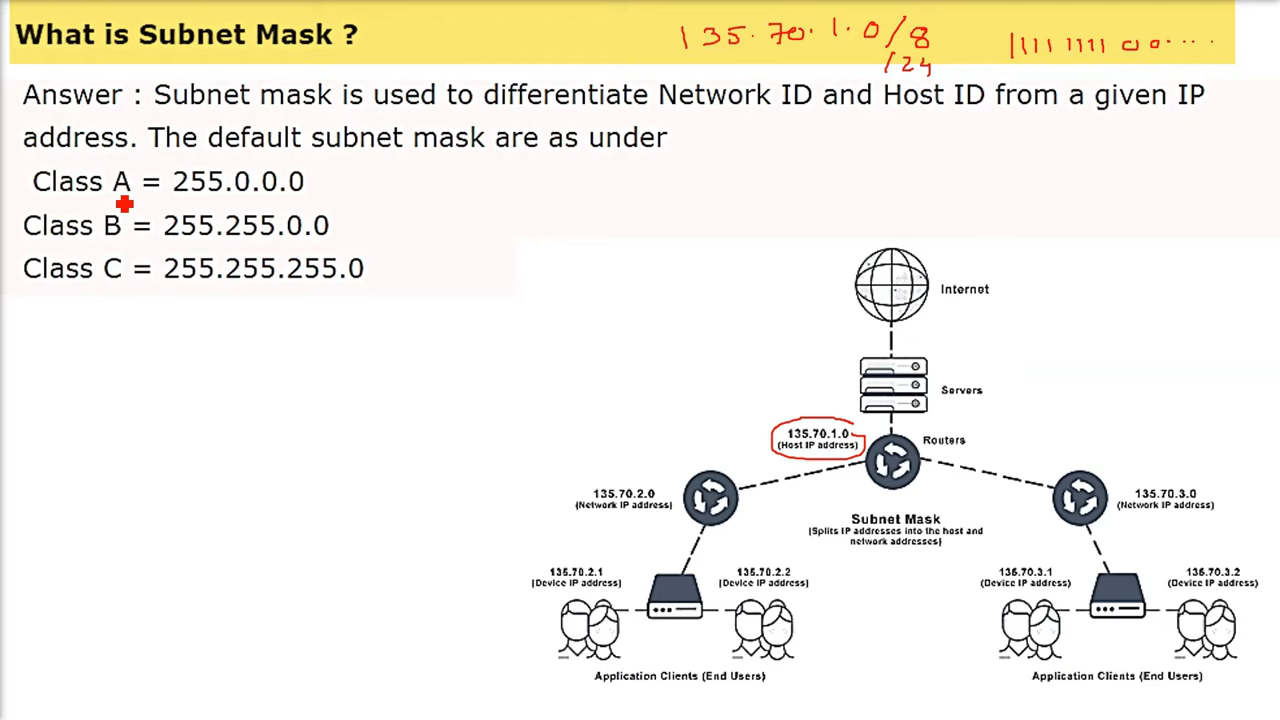 What is Subnet Mask ?
135.70.1.0/8
/24
11111 1111 00....
Answer : Subnet mask is used to differentiate Network ID and Host ID from a given IP
address. The default subnet mask are as under
Class A = 255.0.0.0
Class B = 255.255.0.0
Class C = 255.255.255.0
Internet
Servers
135.70.1.0
(Host IP address)
Routers
135.70.2.0
(Network IP address)
135.70.3.0
(Network IP address)
Subnet Mask
(Splits IP addresses into the host and
network addresses)
135.70.2.1
(Device IP address)
135.70.2.2
(Device IP address)
135.70.3.1
(Device IP address)
135.70.3.2
(Device IP address)
Application Clients (End Users)
Application Clients (End Users)